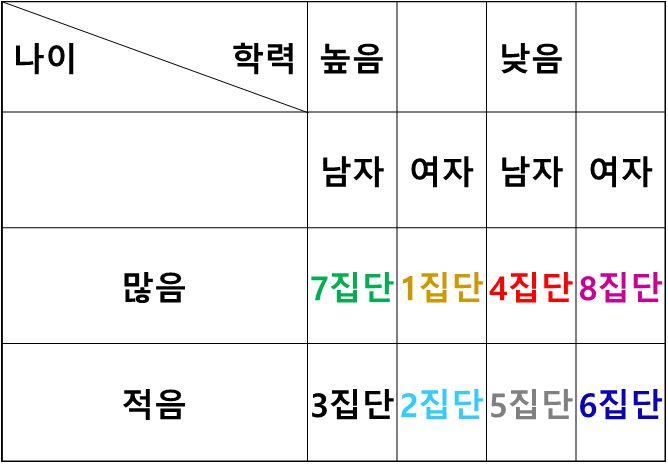 나이 학력 높음 낮음
남자 여자 남자 여자
많음 7집단 1집단 4집단 8집단
적음 3집단 2집단 5집단 6집단